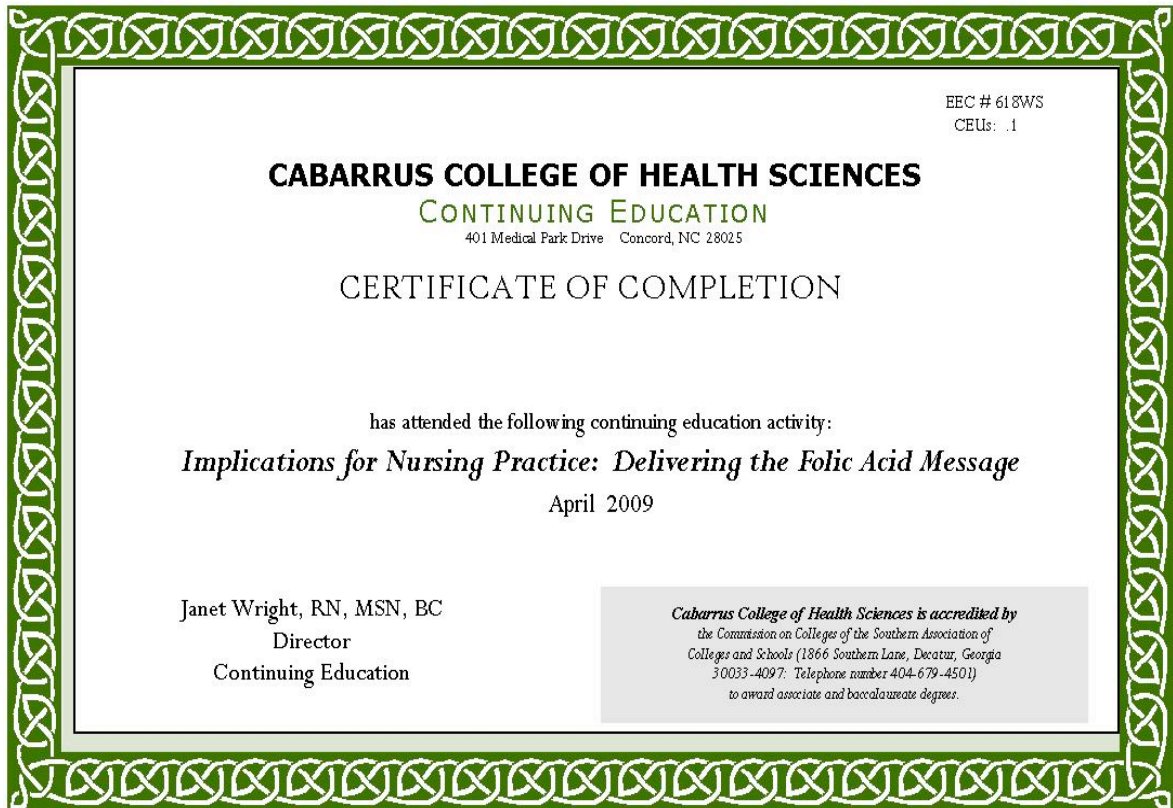 EEC # 618WS
CEUs: .1
CABARRUS COLLEGE OF HEALTH SCIENCES
CONTINUING EDUCATION
401 Medical Park Drive Concord, NC 28025
CERTIFICATE OF COMPLETION
has attended the following continuing education activity:
Implications for Nursing Practice: Delivering the Folic Acid Message
April 2009
Janet Wright, RN, MSN, BC
Director
Continuing Education
Cabarrus College of Health Sciences is accredited by
the Commission on Colleges of the Southern Association of
Colleges and Schools (1866 Southern Lane, Decatur, Georgia
30033-4097: Telephone number 404-679-4501)
to award associate and baccalaureate degrees.